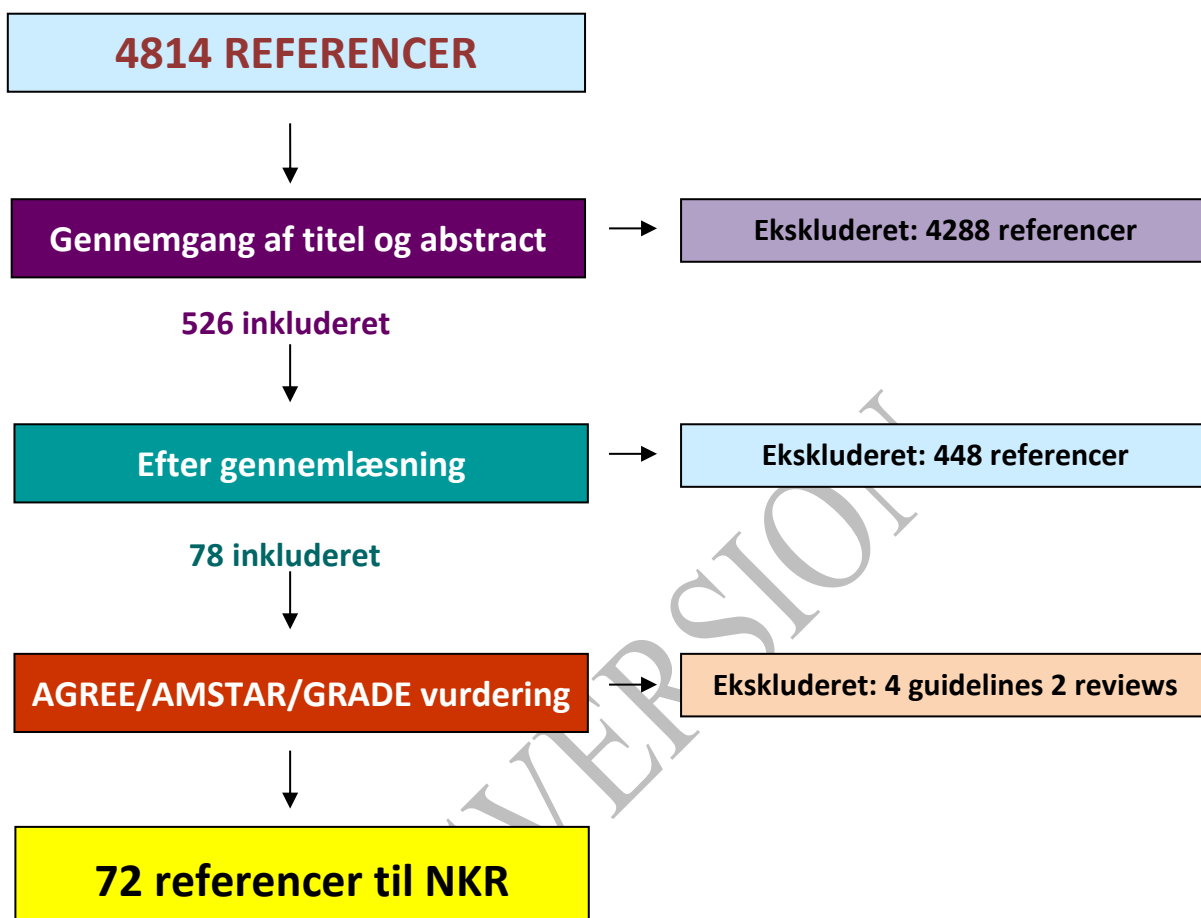 4814 REFERENCER
Gennemgang af titel og abstract
Ekskluderet: 4288 referencer
526 inkluderet
Efter gennemlæsning
Ekskluderet: 448 referencer
78 inkluderet
AGREE/AMSTAR/GRADE vurdering
Ekskluderet: 4 guidelines 2 reviews
72 referencer til NKR
VERSION